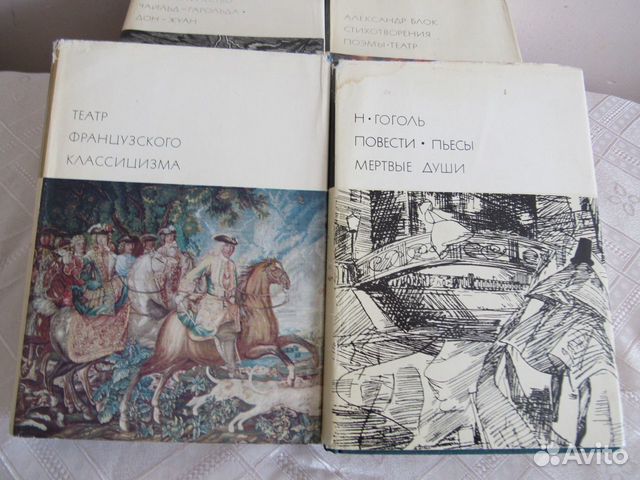 ЧАЙЛЬД-ГАРОЛЬДА •
ДОН-ЖУАН
АЛЕКСАНДР БЛОК
СТИХОТВОРЕНИЯ
ПОЭМЫ • ТЕАТР
ТЕАТР
ФРАНЦУЗСКОГО
КЛАССИЦИЗМА
Н • ГОГОЛЬ
ПОВЕСТИ • ПЬЕСЫ
МЕРТВЫЕ ДУШИ
Avito